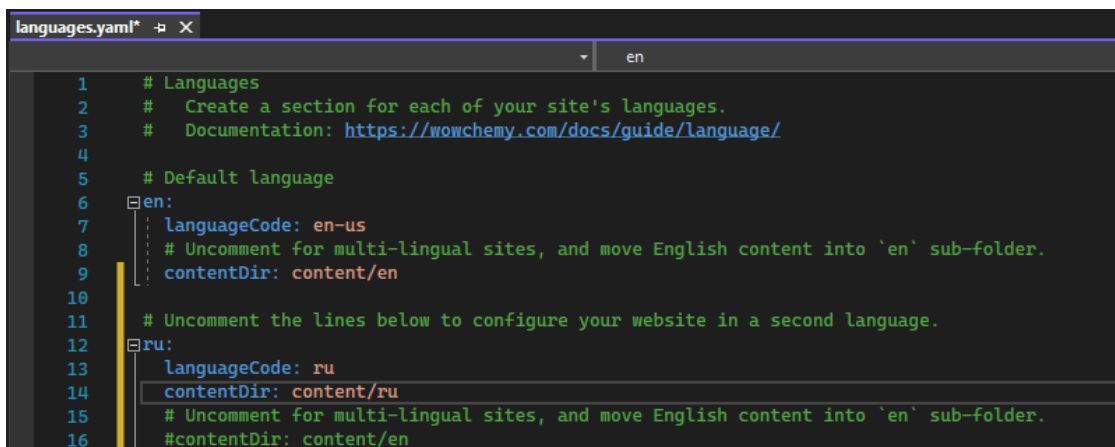 languages.yaml*
en
1 # Languages
2 #   Create a section for each of your site's languages.
3 #   Documentation: https://wowchemy.com/docs/guide/language/
4
5 # Default language
6 en:
7   languageCode: en-us
8   # Uncomment for multi-lingual sites, and move English content into `en` sub-folder.
9   contentDir: content/en
10
11 # Uncomment the lines below to configure your website in a second language.
12 ru:
13   languageCode: ru
14   contentDir: content/ru
15   # Uncomment for multi-lingual sites, and move English content into `en` sub-folder.
16   #contentDir: content/en